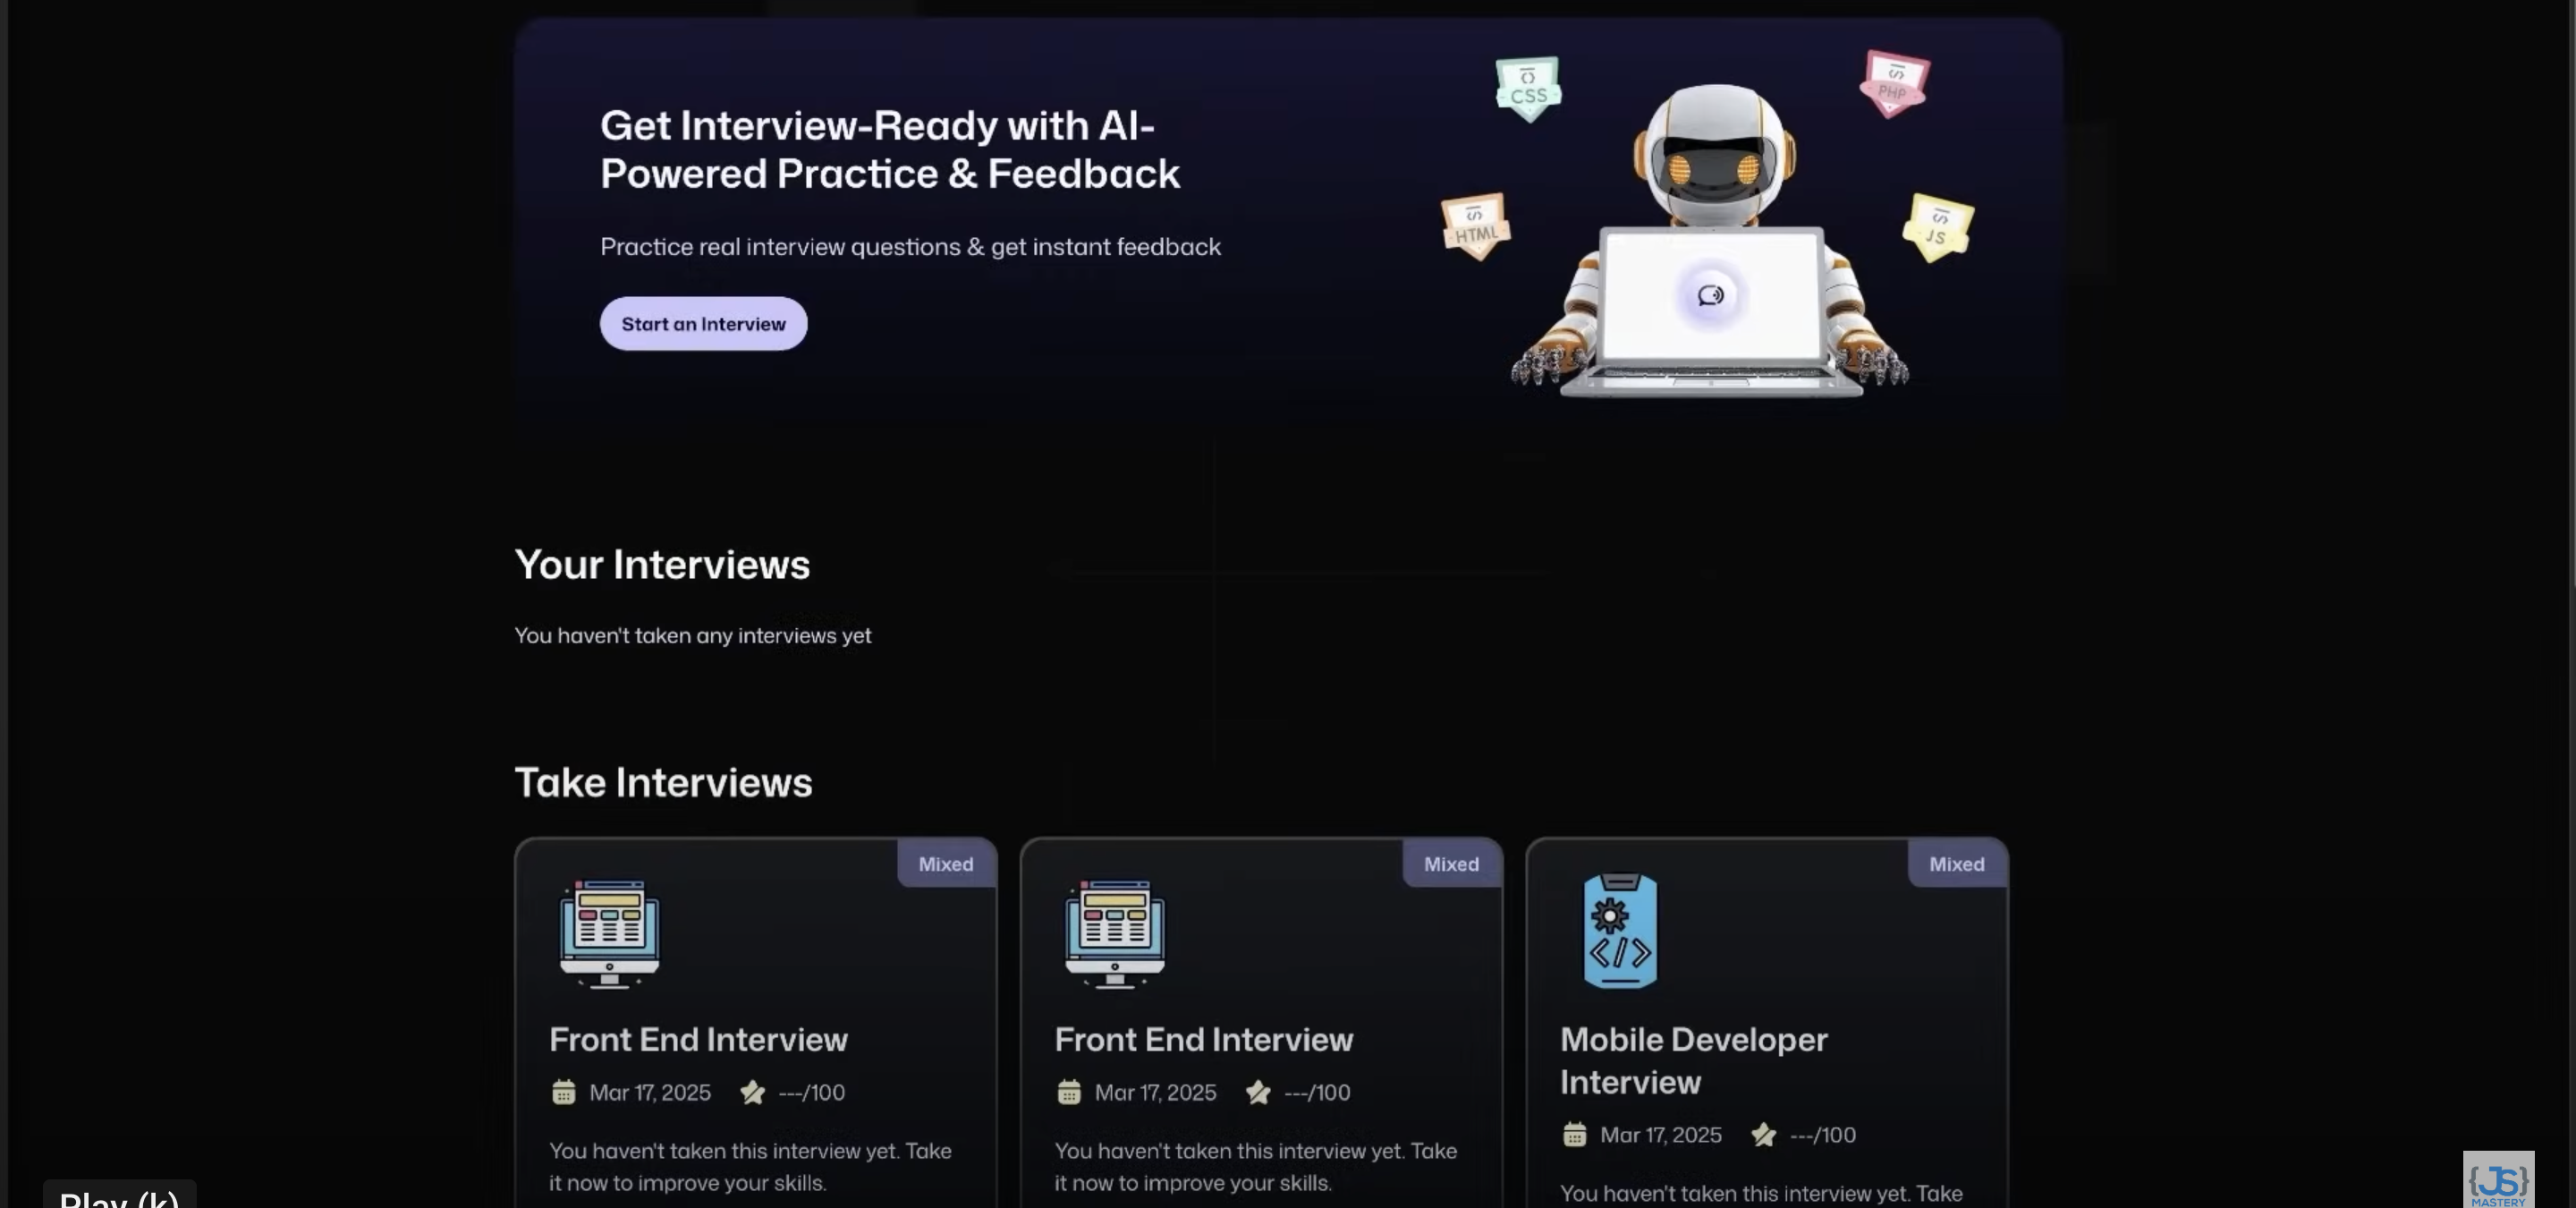 Get Interview-Ready with AI-
Powered Practice & Feedback
Practice real interview questions & get instant feedback
Start an Interview
CSS
PHP
HTML
JS
Your Interviews
You haven't taken any interviews yet
Take Interviews
Mixed
Front End Interview
Mar 17, 2025 ---/100
You haven't taken this interview yet. Take
it now to improve your skills.
Mixed
Front End Interview
Mar 17, 2025 ---/100
You haven't taken this interview yet. Take
it now to improve your skills.
Mixed
Mobile Developer
Interview
Mar 17, 2025 ---/100
You haven't taken this interview yet. Take
Play (k)
{JS}
MASTERY